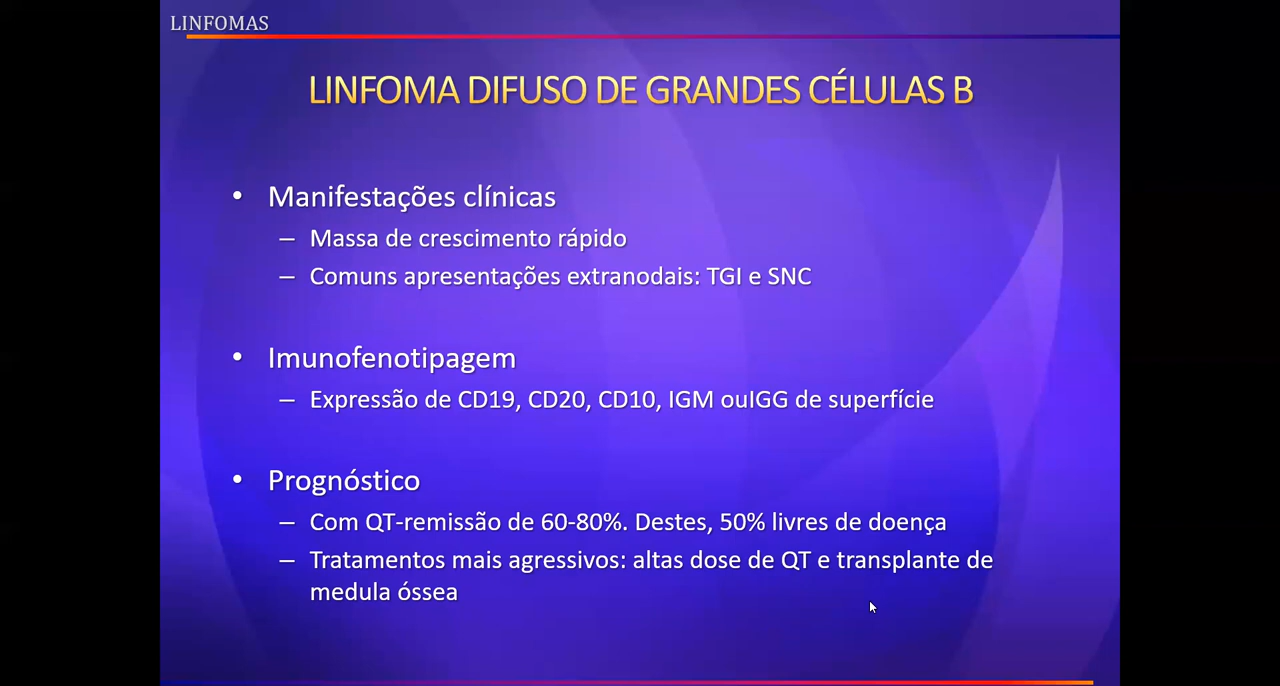 LINFOMAS
LINFOMA DIFUSO DE GRANDES CÉLULAS B
• Manifestações clínicas
– Massa de crescimento rápido
– Comuns apresentações extranodais: TGI e SNC
• Imunofenotipagem
– Expressão de CD19, CD20, CD10, IGM ouIGG de superfície
• Prognóstico
– Com QT-remissão de 60-80%. Destes, 50% livres de doença
– Tratamentos mais agressivos: altas dose de QT e transplante de
medula óssea